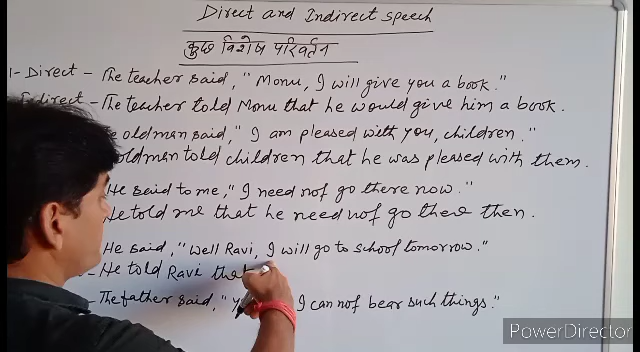 Direct and Indirect speech
कुछ विशेष परिवर्तन
1- Direct - The teacher said, "Monu, I will give you a book."
direct - The teacher told Monu that he would give him a book.
e oldman said, "I am pleased with you, children."
oldman told children that he was pleased with them.
He said to me, "I need not go there now."
He told me that he need not go there then.
He said, "Well Ravi, I will go to school tomorrow."
- He told Ravi that
- The father said, " I can not bear such things."
PowerDirector